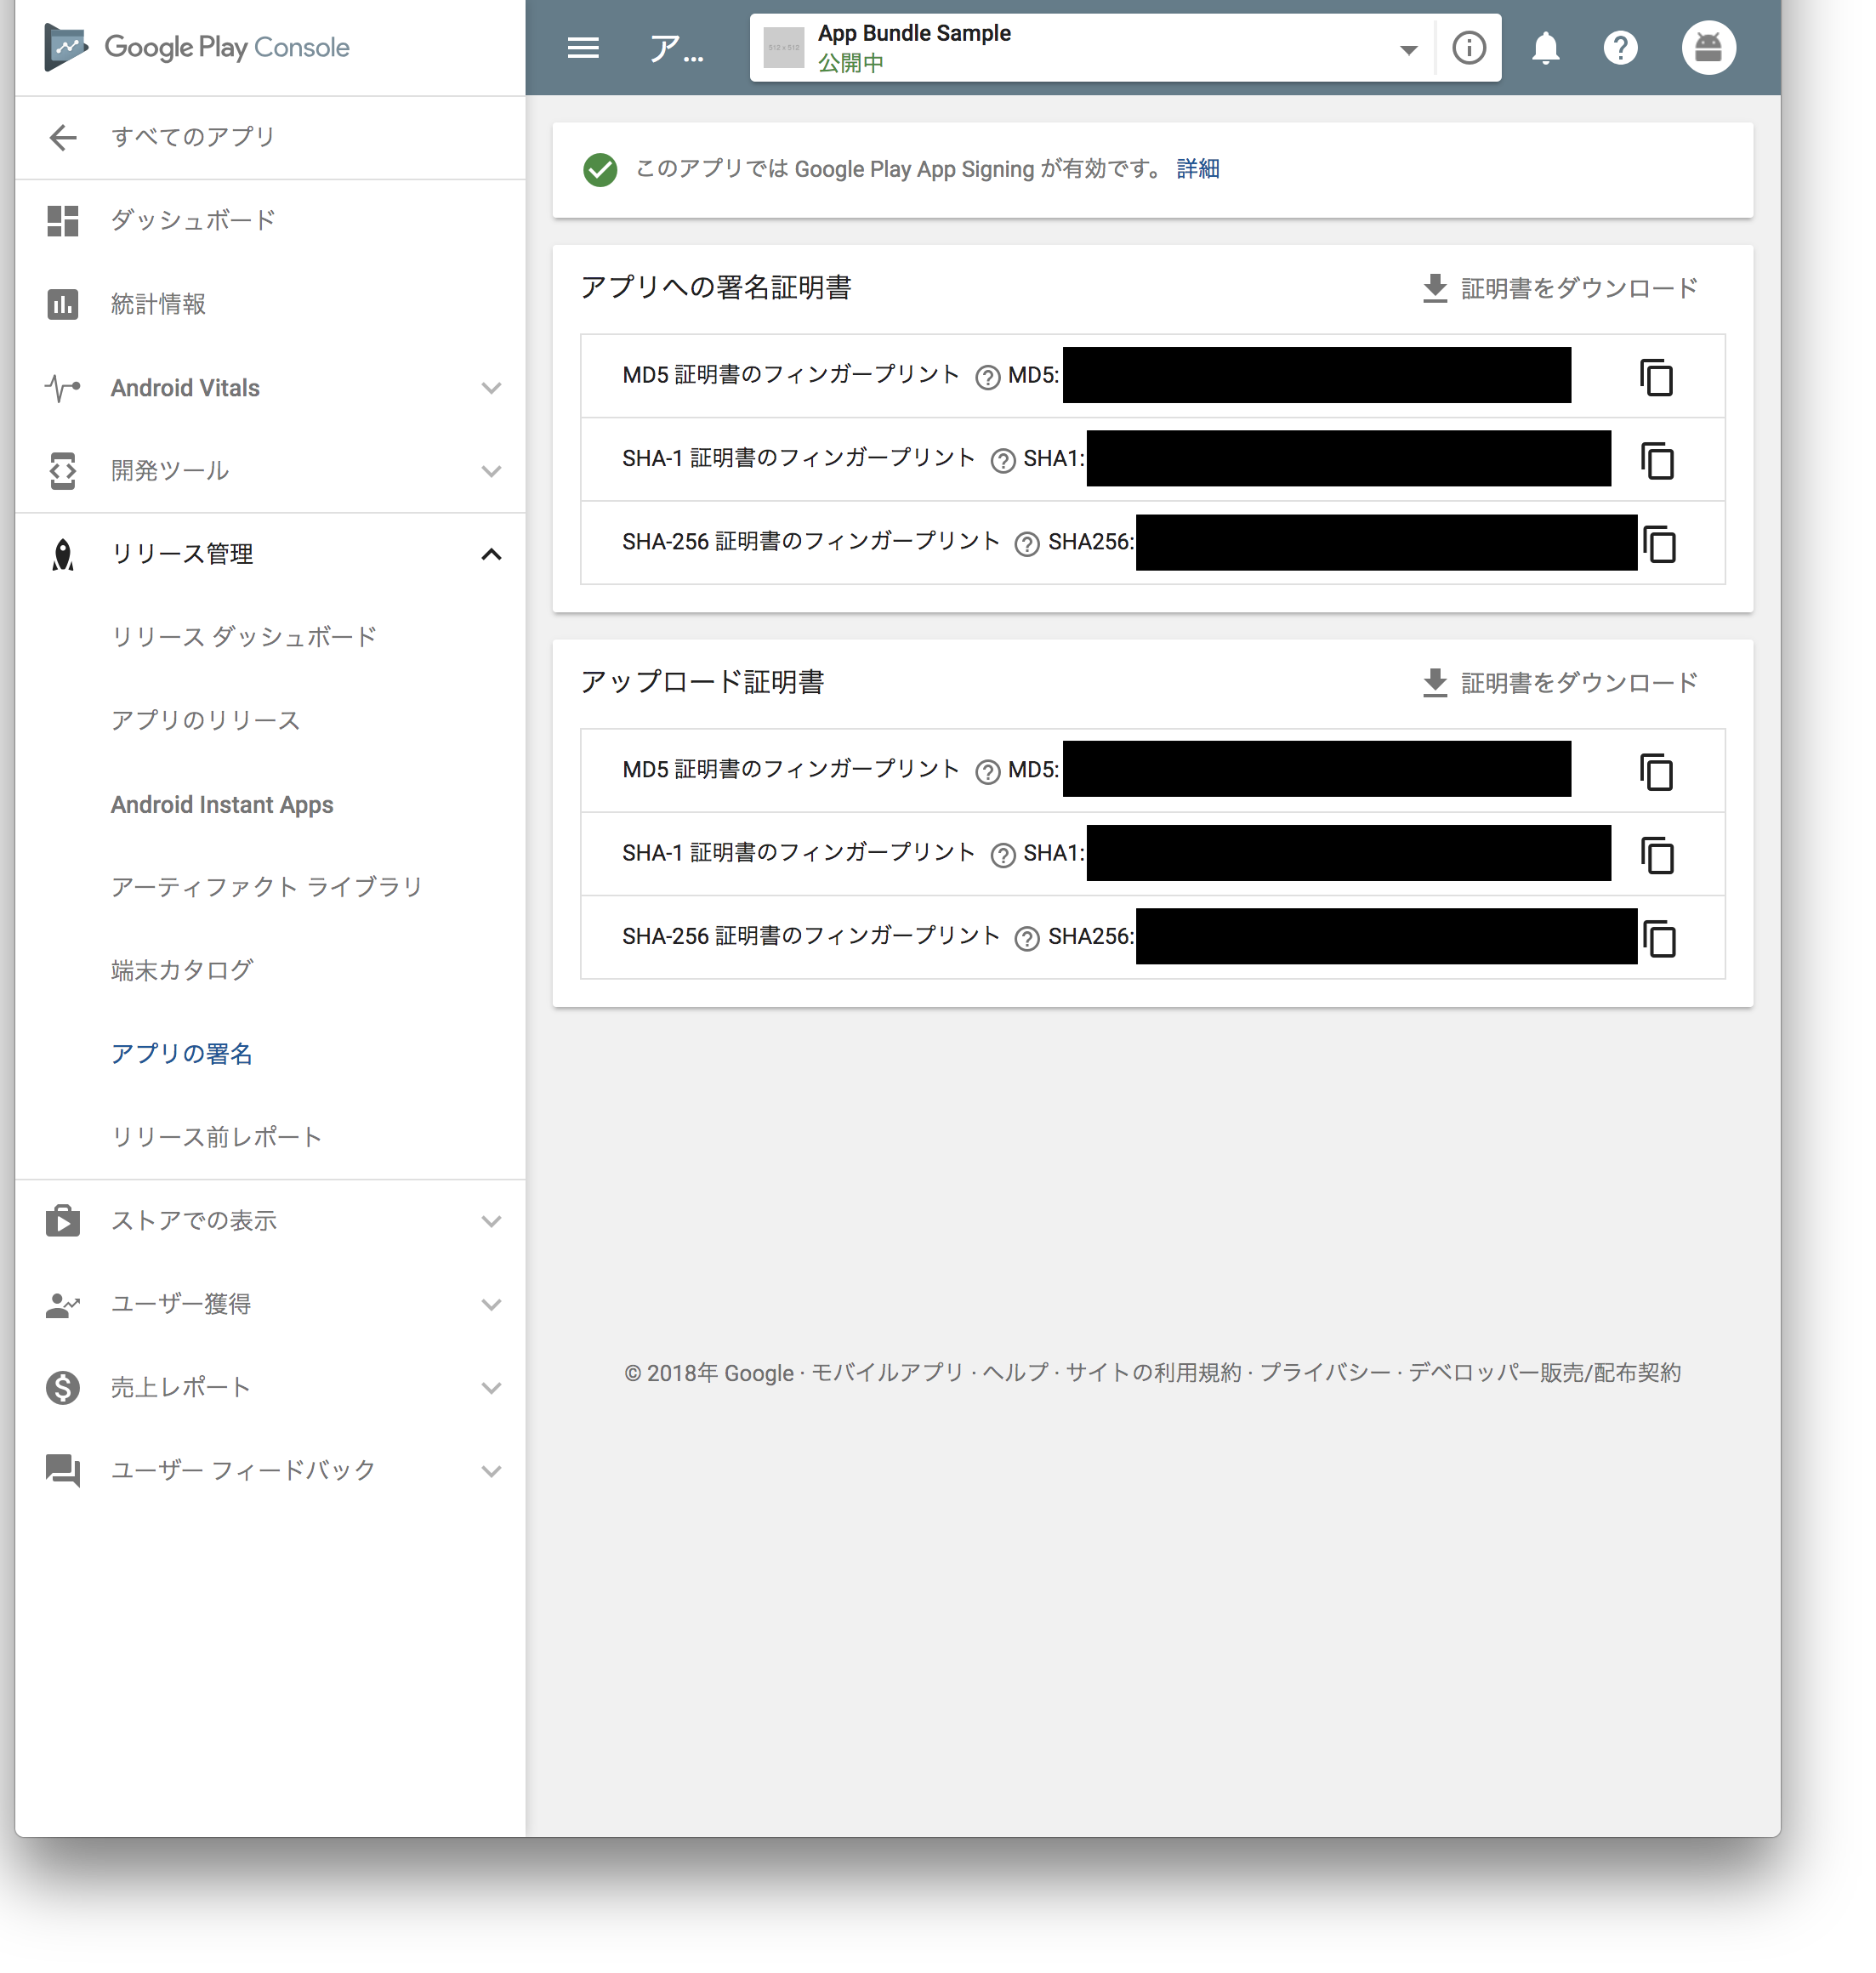 Google Play Console
すべてのアプリ
ダッシュボード
統計情報
Android Vitals
開発ツール
リリース管理
リリース ダッシュボード
アプリのリリース
Android Instant Apps
アーティファクト ライブラリ
端末カタログ
アプリの署名
リリース前レポート
ストアでの表示
ユーザー獲得
売上レポート
ユーザー フィードバック
ア...
512 x 512
App Bundle Sample
公開中
このアプリでは Google Play App Signing が有効です。 詳細
アプリへの署名証明書
証明書をダウンロード
MD5 証明書のフィンガープリント MD5:
SHA-1 証明書のフィンガープリント SHA1:
SHA-256 証明書のフィンガープリント SHA256:
アップロード証明書
証明書をダウンロード
MD5 証明書のフィンガープリント MD5:
SHA-1 証明書のフィンガープリント SHA1:
SHA-256 証明書のフィンガープリント SHA256:
© 2018年 Google · モバイルアプリ · ヘルプ · サイトの利用規約 · プライバシー · デベロッパー販売/配布契約